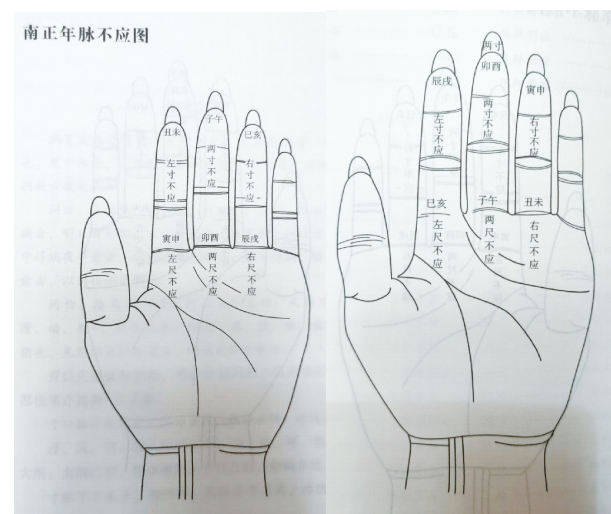 南正年脉不应图
丑未
子午
巳亥
左寸不应
两寸不应
右寸不应
寅申
卯酉
辰戌
左尺不应
两尺不应
右尺不应
两寸
辰戌
卯酉
寅申
左寸不应
两寸不应
右寸不应
巳亥
子午
丑未
左尺不应
两尺不应
右尺不应